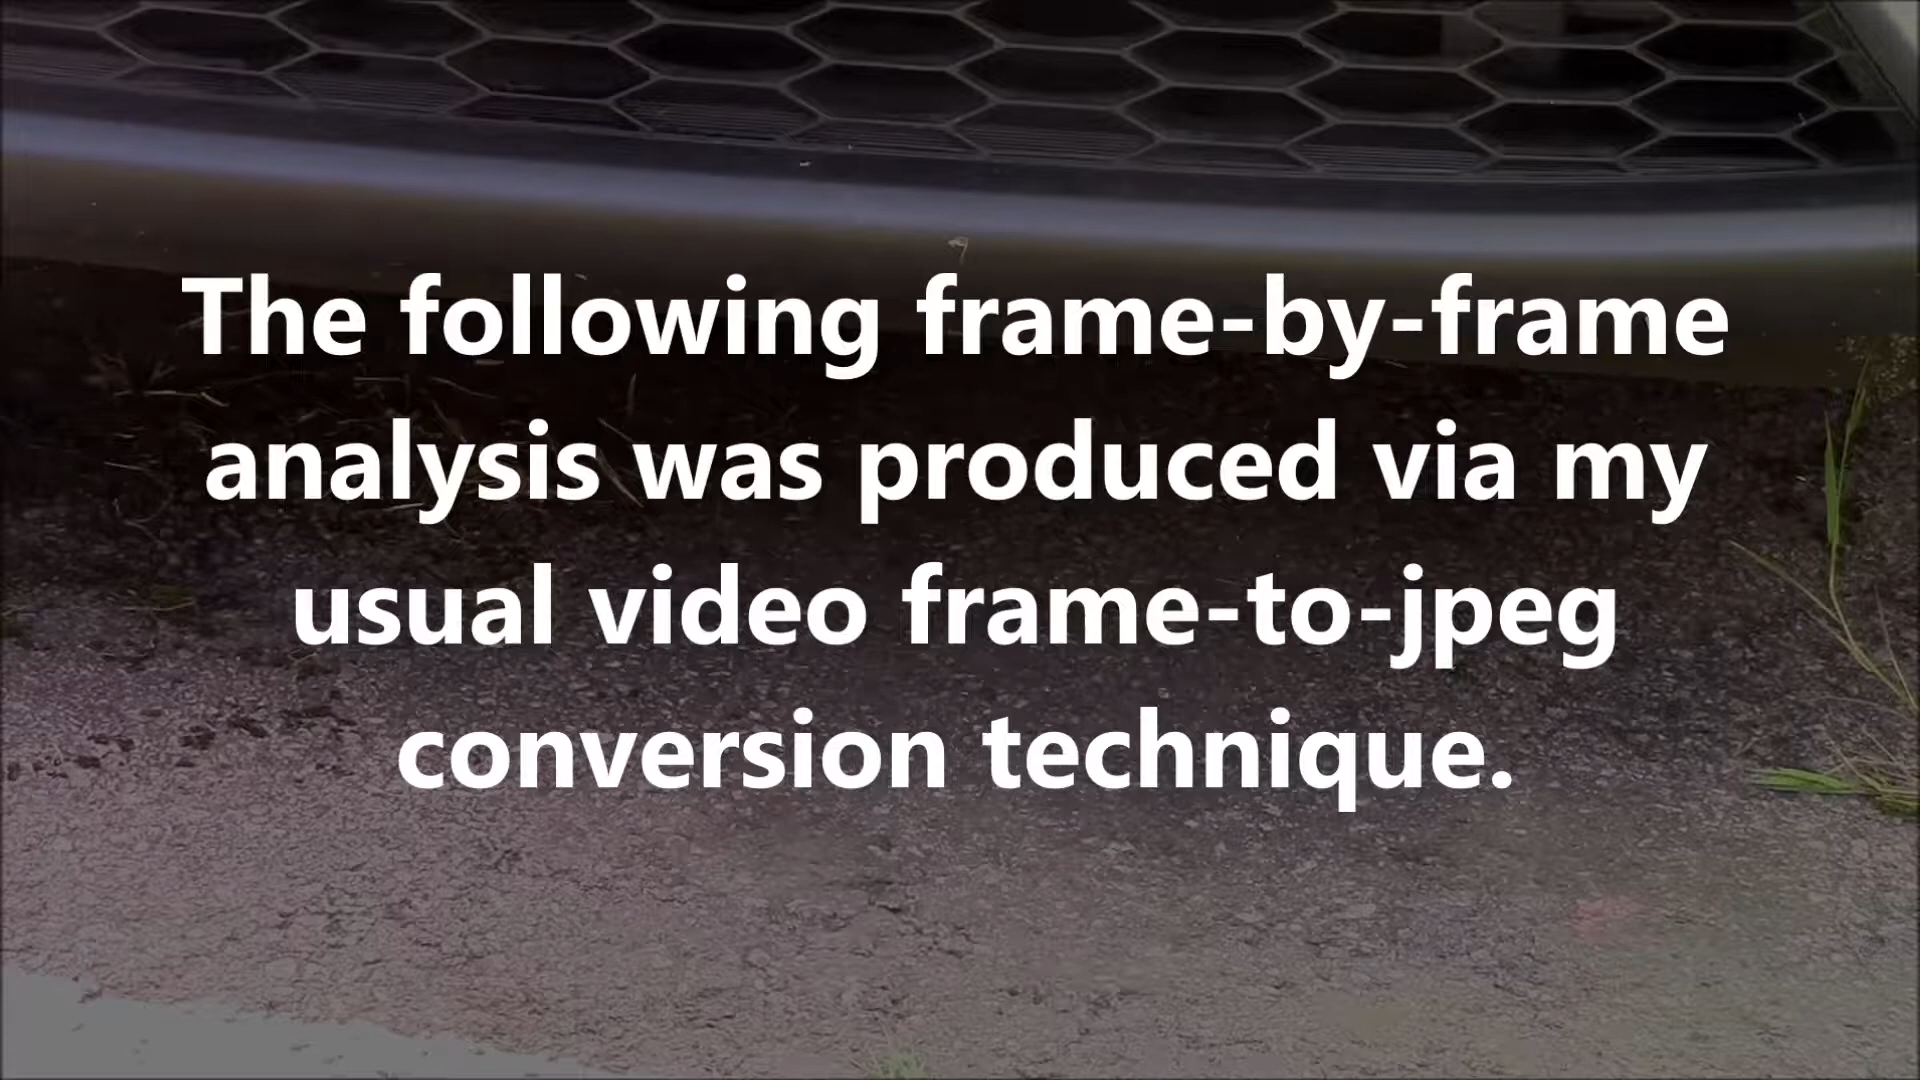 The following frame-by-frame
analysis was produced via my
usual video frame-to-jpeg
conversion technique.